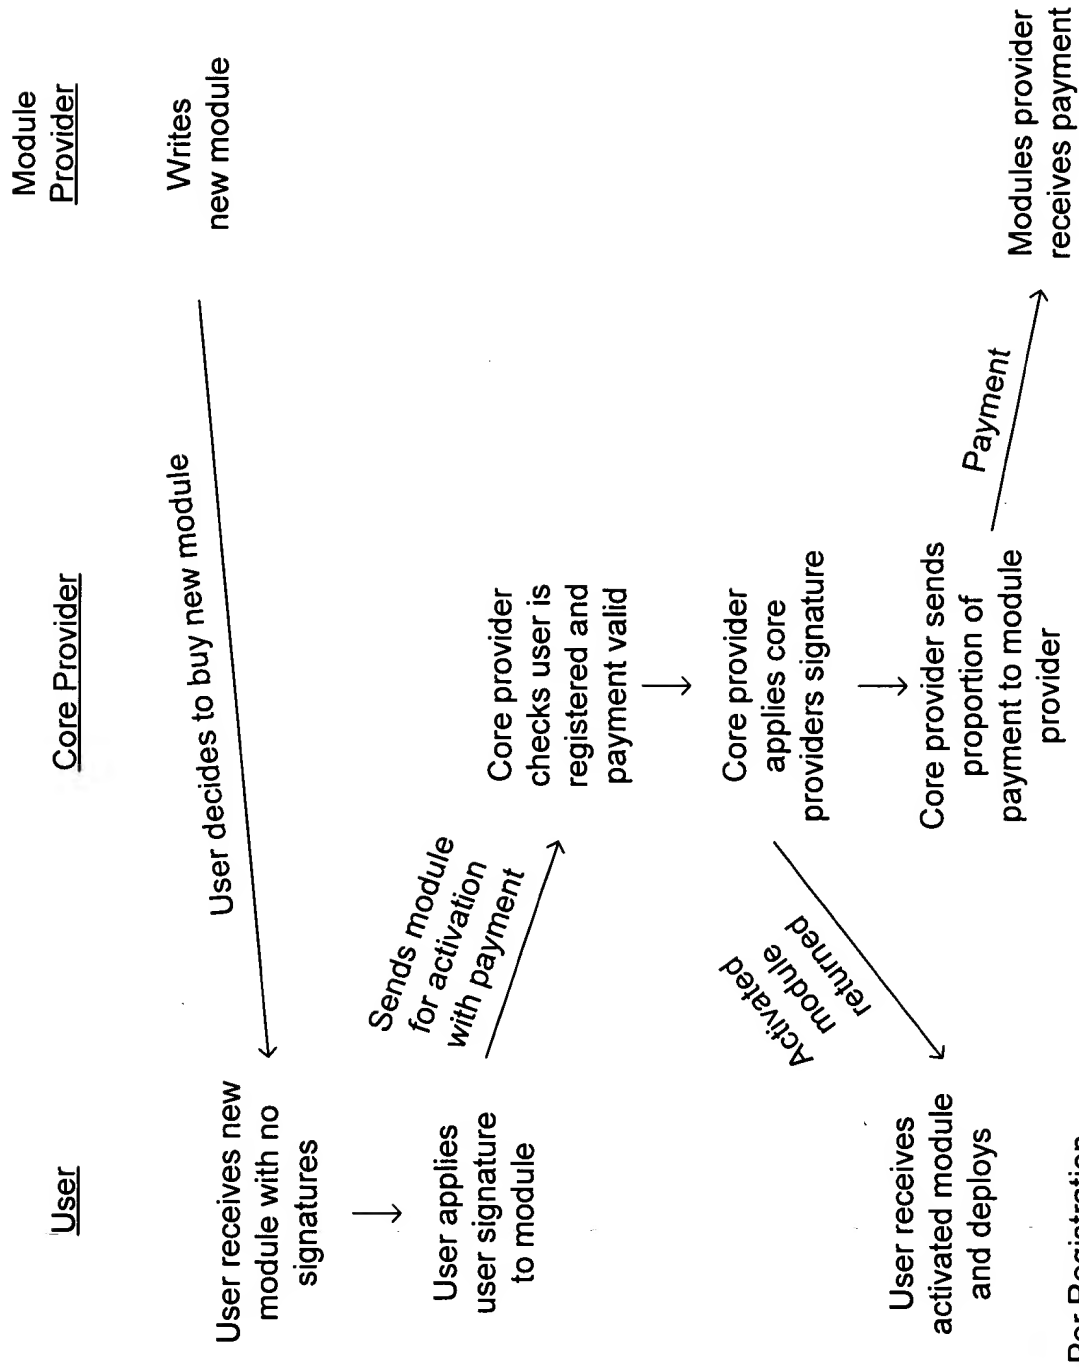 User
Core Provider
Module
Provider
Writes
new module
User decides to buy new module
User receives new
module with no
signatures
User applies
user signature
to module
Sends module
for activation
with payment
Core provider
checks user is
registered and
payment valid
Core provider
applies core
providers signature
Activated
module
returned
User receives
activated module
and deploys
Core provider sends
proportion of
payment to module
provider
Payment
Modules provider
receives payment
Per Registration